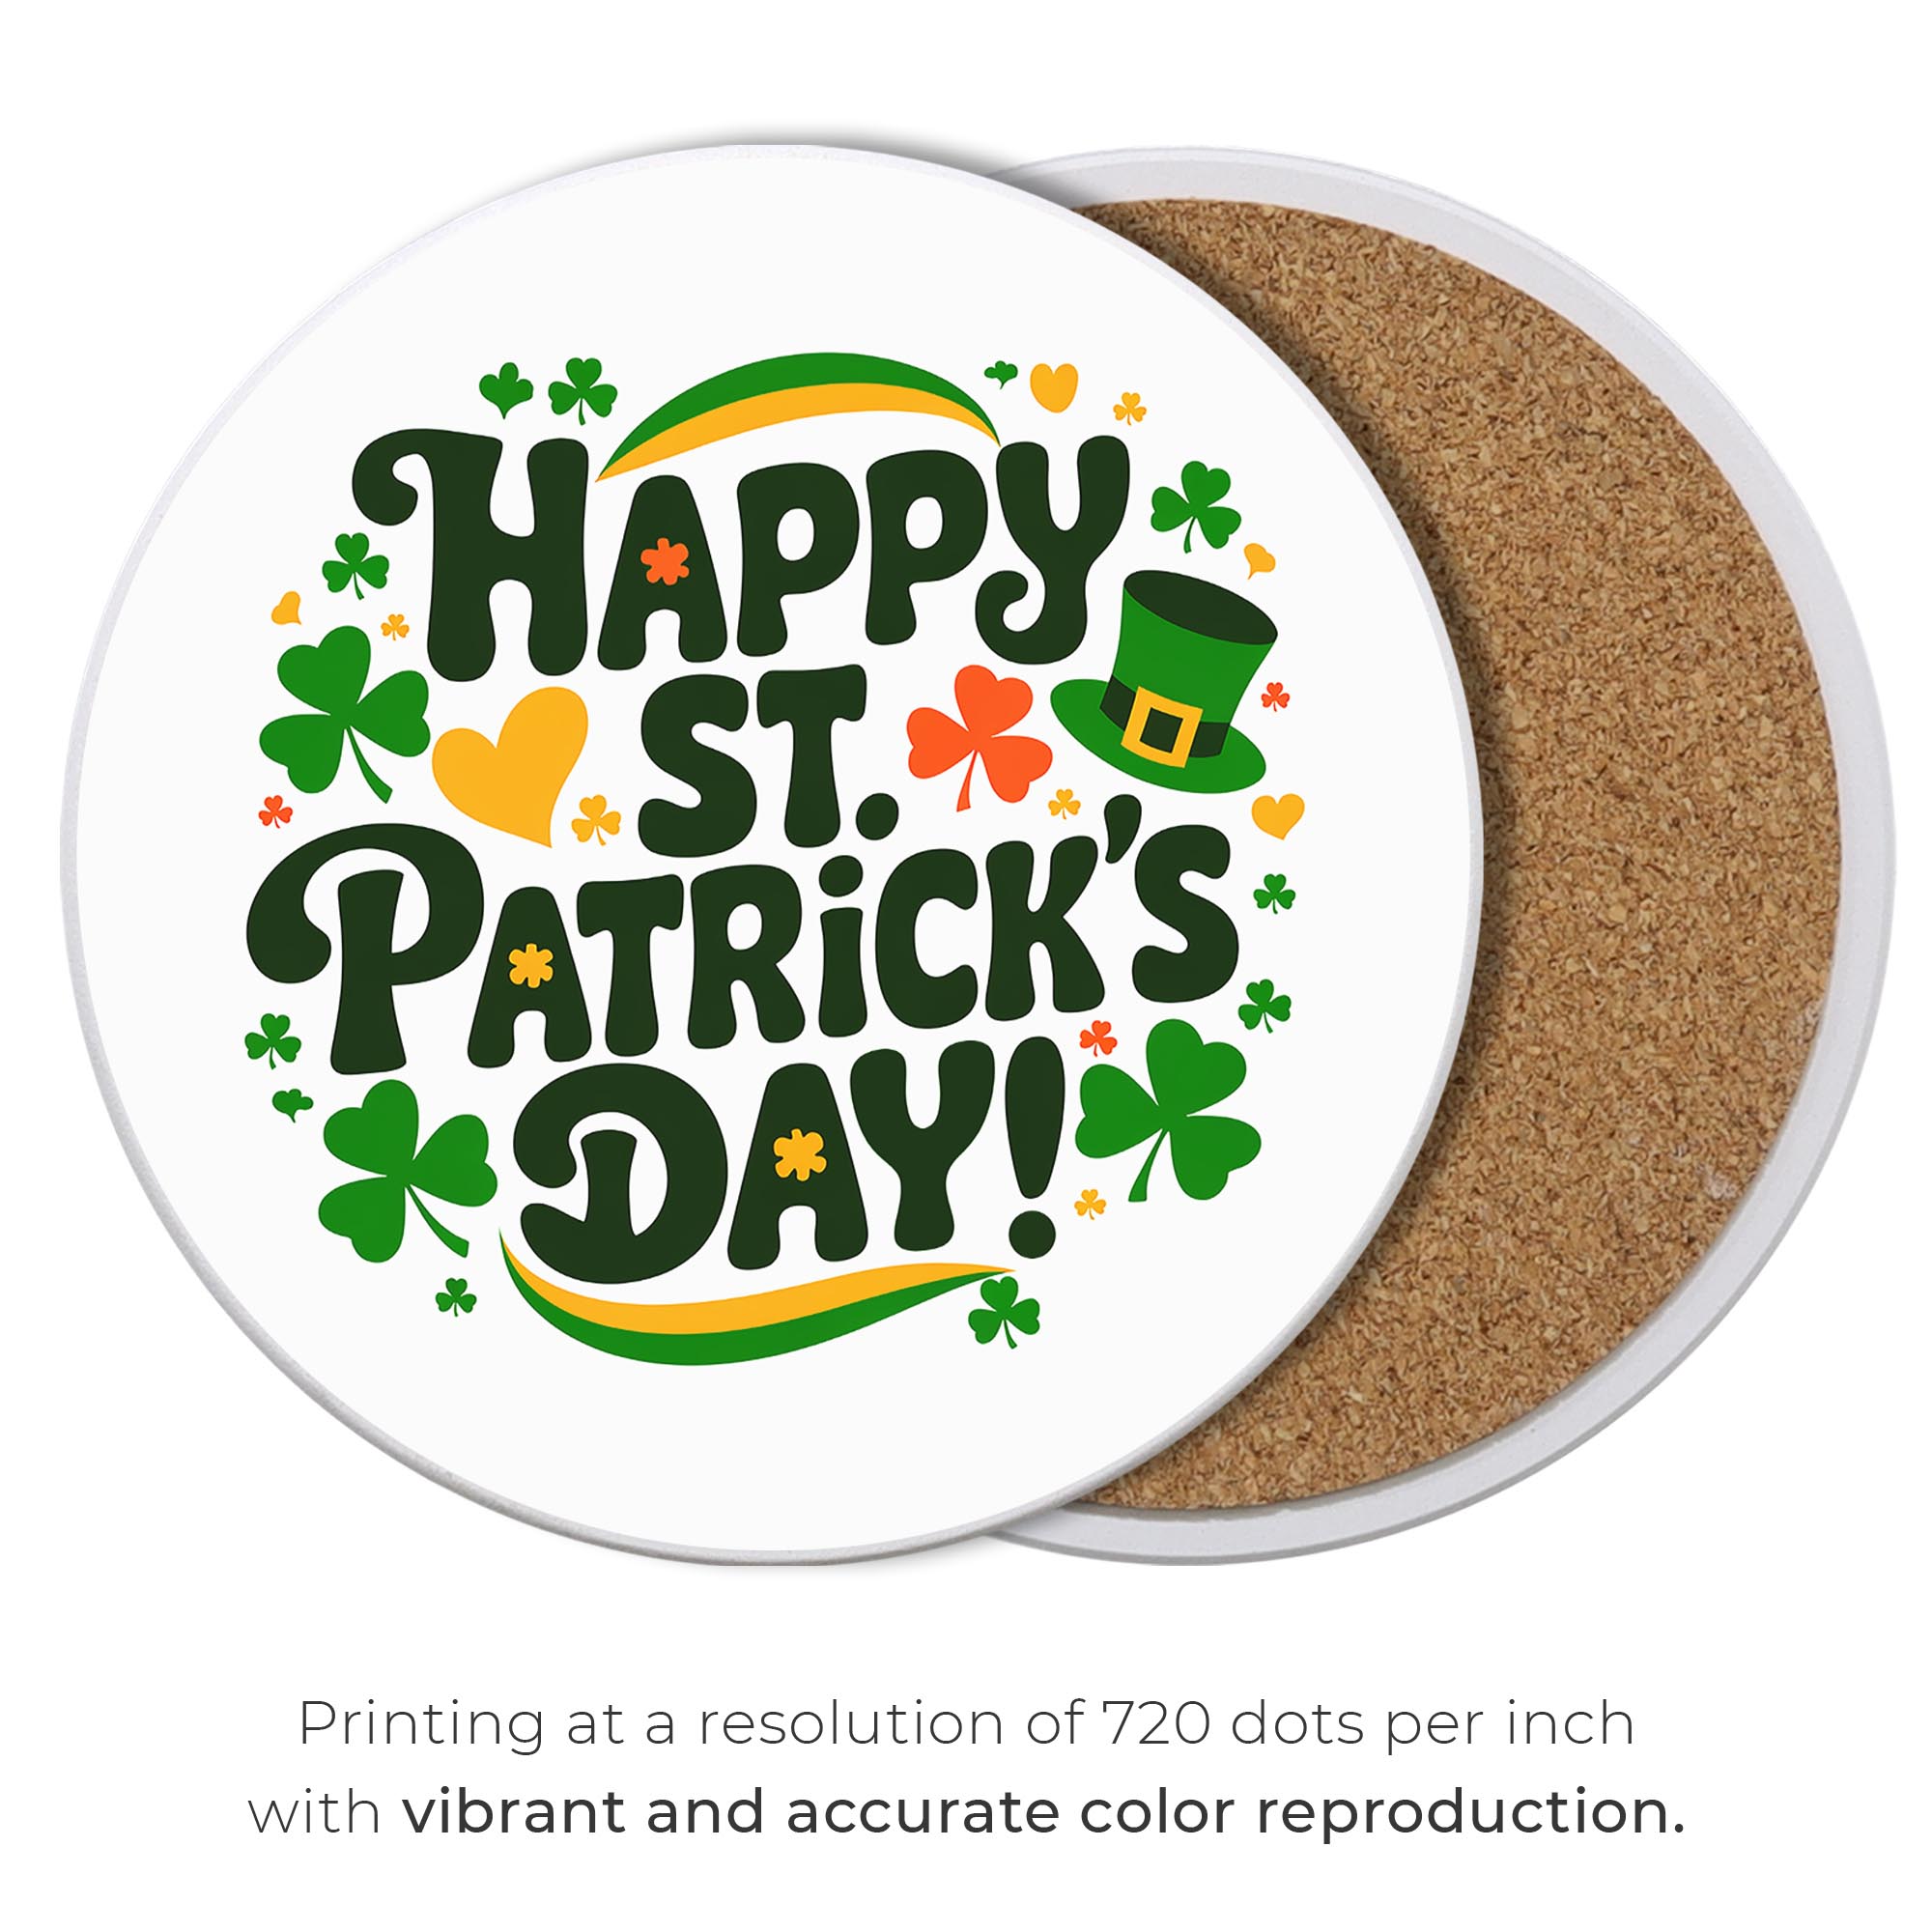 HAPPY
ST.
PATRiCK'S
DAY!
Printing at a resolution of 720 dots per inch
with vibrant and accurate color reproduction.